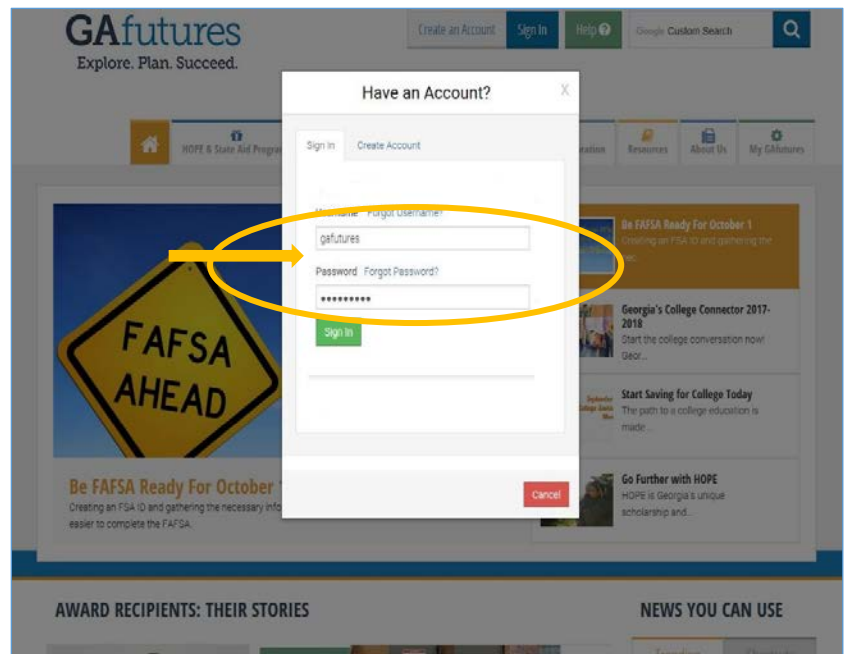 GAfutures
Explore. Plan. Succeed.
Create an Account
Sign In
Help
Google Custom Search
Have an Account?
X
HOPE & State Aid Program
Resources
About Us
My GAfutures
Sign In
Create Account
Forgot Username?
gafutures
Password Forgot Password?
•••••••••
Sign In
Cancel
FAFSA
AHEAD
Be FAFSA Ready For October
Creating an FSA ID and gathering the necessary info
easier to complete the FAFSA.
Be FAFSA Ready For October 1
Creating an FSA ID and gathering the
nec
Georgia's College Connector 2017-
2018
Start the college conversation now!
Geor...
Start Saving for College Today
The path to a college education is
made ...
Go Further with HOPE
HOPE is Georgia's unique
scholarship and...
AWARD RECIPIENTS: THEIR STORIES
NEWS YOU CAN USE